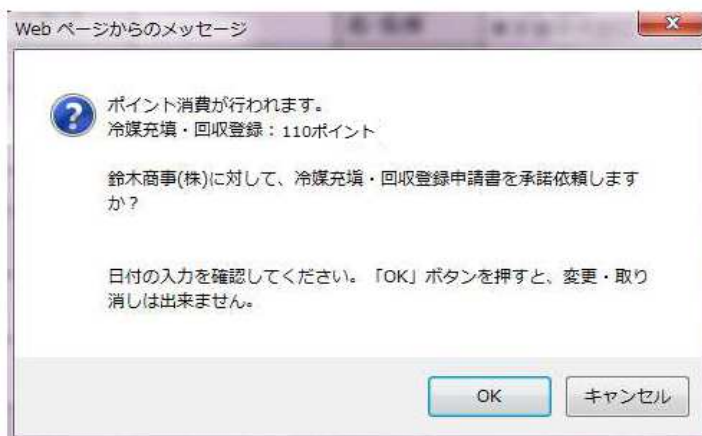 Web ページからのメッセージ
ポイント消費が行われます。
冷媒充填・回収登録：110ポイント
鈴木商事(株)に対して、冷媒充塡・回収登録申請書を承諾依頼します
か？
日付の入力を確認してください。「OK」ボタンを押すと、変更・取り
消しは出来ません。
OK
キャンセル